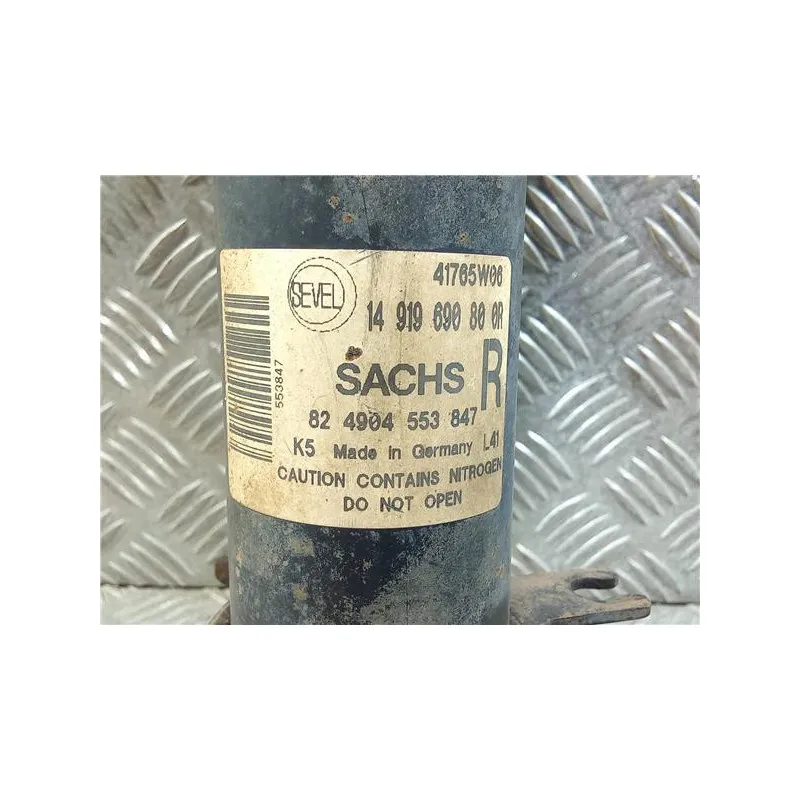 41765W06
SEVEL
14 919 690 80 0R
SACHS R
82 4904 553 847
K5 Made in Germany L41
CAUTION CONTAINS NITROGEN
DO NOT OPEN
553847